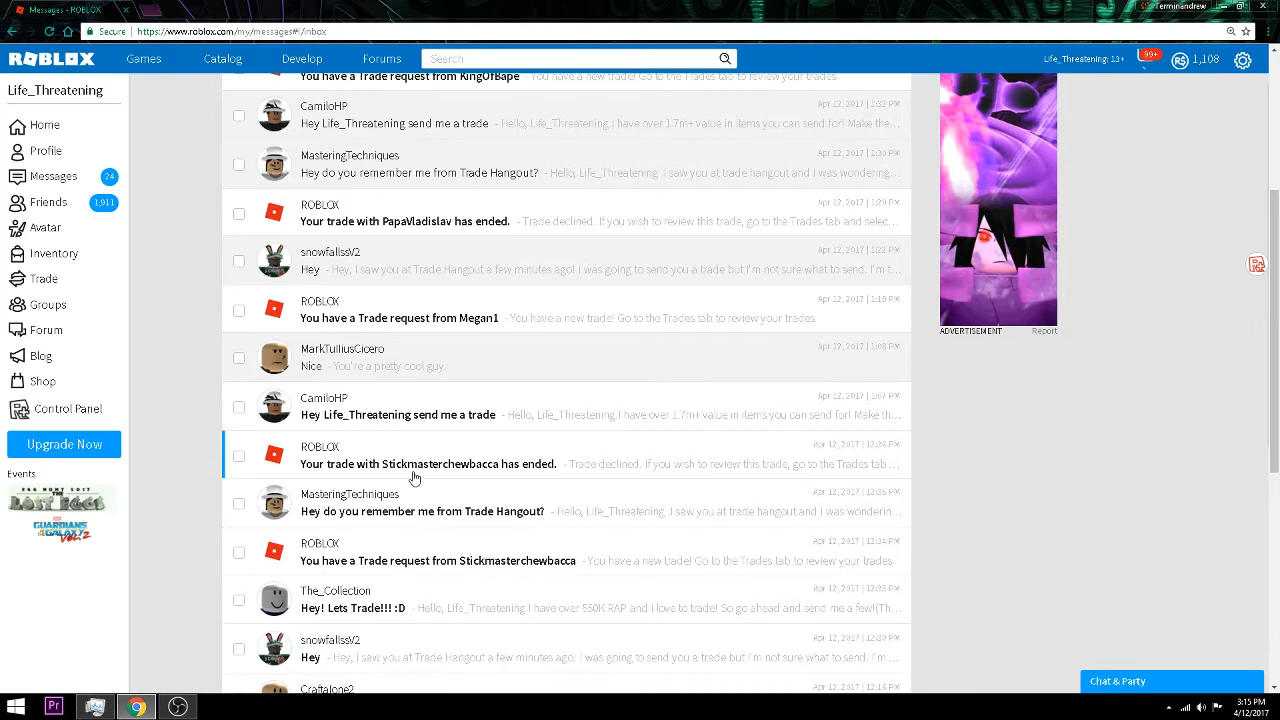 Messages - ROBLOX
Terminandrew
Secure
https://www.roblox.com/my/messages#!/inbox
ROBLOX
Games
Catalog
Develop
Forums
Search
Life_Threatening: 13+
99+
R$
1,108
Life_Threatening
Home
Profile
Messages
24
Friends
1,911
Avatar
Inventory
Trade
Groups
Forum
Blog
Shop
Control Panel
Upgrade Now
Events
EGG HUNT 2017
THE LOST EGGS
GUARDIANS OF THE GALAXY VOL. 2
You have a Trade request from KingOfBape - You have a new trade! Go to the Trades tab to review your trades.
CamiloHP
Apr 12, 2017 | 1:32 PM
Hey Life_Threatening send me a trade - Hello, Life_Threatening,I have over 1.7m+ value in items you can send for! Make the...
MasteringTechniques
Apr 12, 2017 | 1:30 PM
Hey do you remember me from Trade Hangout? - Hello, Life_Threatening .I saw you at trade hangout and I was wondering...
ROBLOX
Apr 12, 2017 | 1:29 PM
Your trade with PapaVladislav has ended. - Trade declined. If you wish to review this trade, go to the Trades tab and selec...
snowfallssV2
Apr 12, 2017 | 1:22 PM
Hey - Hey, I saw you at Trade Hangout a few minutes ago! I was going to send you a trade but I'm not sure what to send. I'm t...
ROBLOX
Apr 12, 2017 | 1:18 PM
You have a Trade request from Megan1 - You have a new trade! Go to the Trades tab to review your trades.
MarkTulliusCicero
Apr 12, 2017 | 1:08 PM
Nice - You're a pretty cool guy.
CamiloHP
Apr 12, 2017 | 1:07 PM
Hey Life_Threatening send me a trade - Hello, Life_Threatening,I have over 1.7m+ value in items you can send for! Make th...
ROBLOX
Apr 12, 2017 | 12:36 PM
Your trade with Stickmasterchewbacca has ended. - Trade declined. If you wish to review this trade, go to the Trades tab ...
MasteringTechniques
Apr 12, 2017 | 12:35 PM
Hey do you remember me from Trade Hangout? - Hello, Life_Threatening .I saw you at trade hangout and I was wonderin...
ROBLOX
Apr 12, 2017 | 12:34 PM
You have a Trade request from Stickmasterchewbacca - You have a new trade! Go to the Trades tab to review your trades.
The_Collection
Apr 12, 2017 | 12:33 PM
Hey! Lets Trade!!! :D - Hello, Life_Threatening I have over 550K RAP and i love to trade! So go ahead and send me a few!(Th...
snowfallssV2
Apr 12, 2017 | 12:30 PM
Hey - Hey, I saw you at Trade Hangout a few minutes ago! I was going to send you a trade but I'm not sure what to send. I'm ...
Craftalone2
Apr 12, 2017 | 12:16 PM
ADVERTISEMENT
Report
Chat & Party
Pr
3:15 PM
4/12/2017